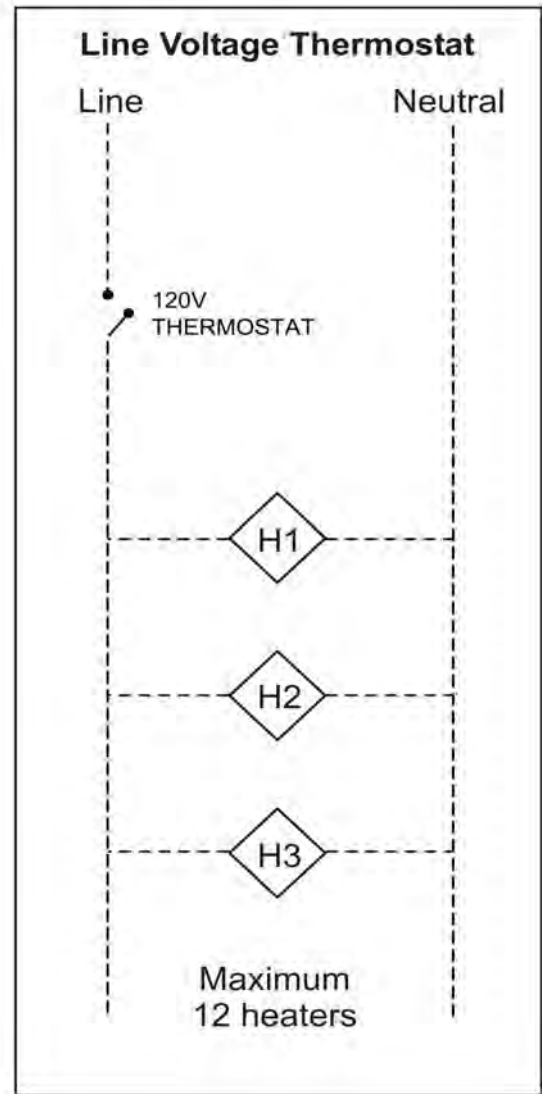 Line Voltage Thermostat
Line Neutral
120V
THERMOSTAT
H1
H2
H3
Maximum
12 heaters